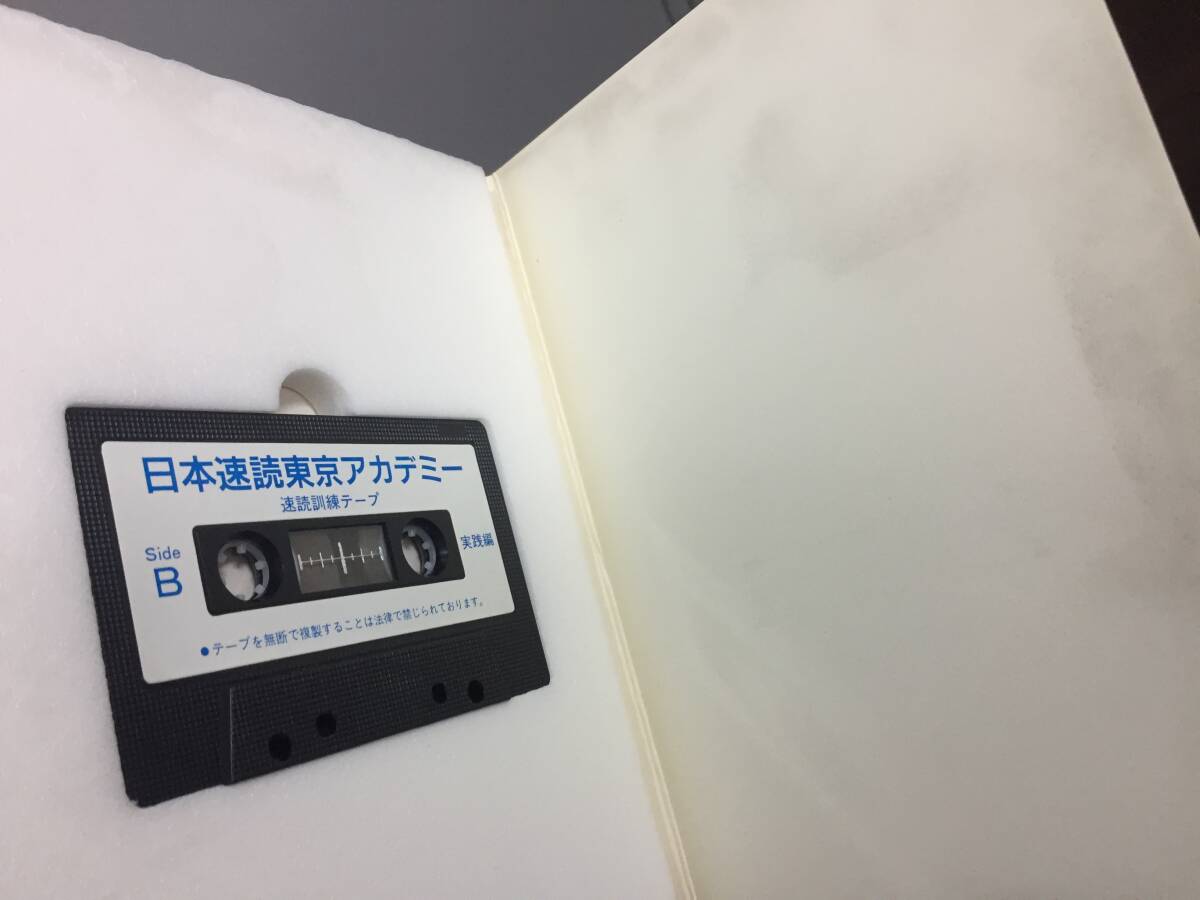 日本速読東京アカデミー
速読訓練テープ
Side
B
実践編
●テープを無断で複製することは法律で禁じられております。